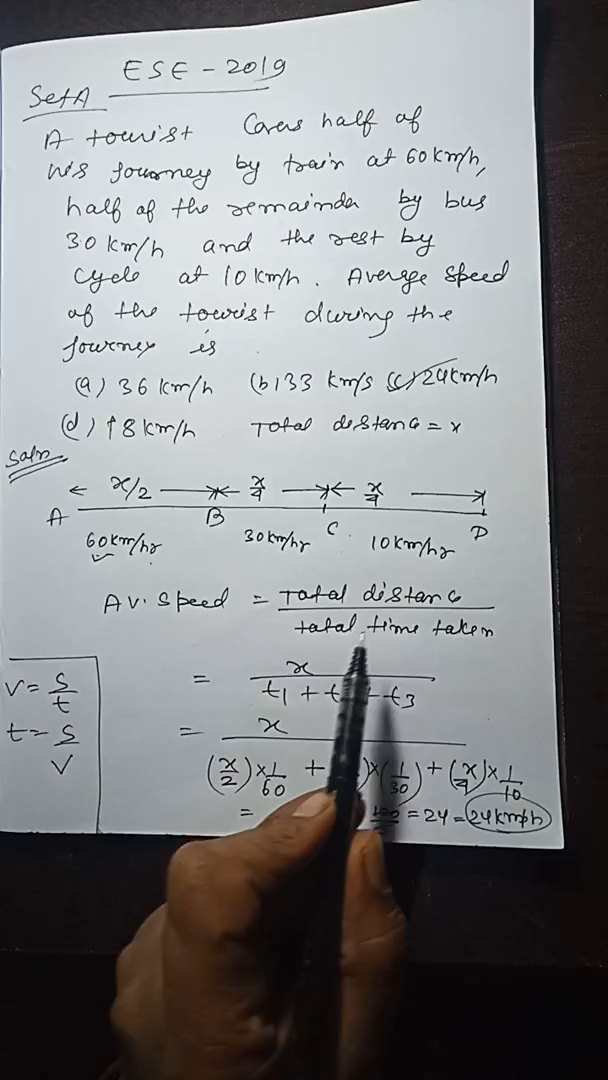 ESE - 2019
SetA
A tourist Covers half of
his journey by train at 60 km/h,
half of the remainder by bus
30 km/h and the rest by
cycle at 10 km/h. Average speed
of the tourist during the
journey is
(a) 36 km/h (b) 33 km/s (c) 24 km/h
(d) 18 km/h Total distance = x
Soln
x/2 x/4 x/4
A B C D
60 km/hr 30 km/hr 10 km/hr
Av. Speed = Total distance
total time taken
= x
t1 + t + t3
= x
(x/2) × 1/60 + ) × (1/30) + (x/4) × 1/10
= = 24 = 24 kmph
V = S/t
t = S/V